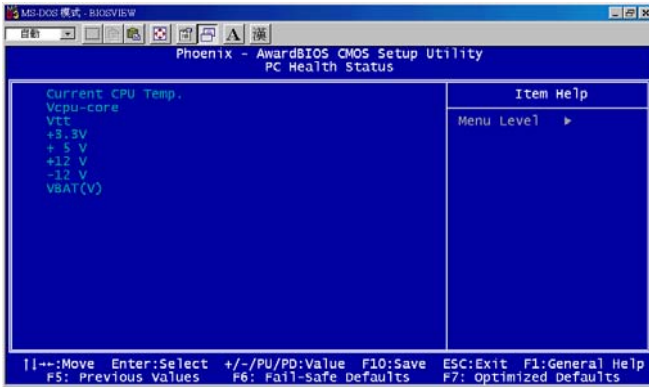 MS-DOS 模式 - BIOSVIEW
自動
A 漢
Phoenix - AwardBIOS CMOS Setup Utility
PC Health Status
Current CPU Temp.
Vcpu-core
Vtt
+3.3V
+ 5 V
+12 V
-12 V
VBAT(V)
Item Help
Menu Level ►
↑↓→←:Move Enter:Select +/-/PU/PD:Value F10:Save ESC:Exit F1:General Help
F5: Previous Values F6: Fail-Safe Defaults F7: Optimized Defaults